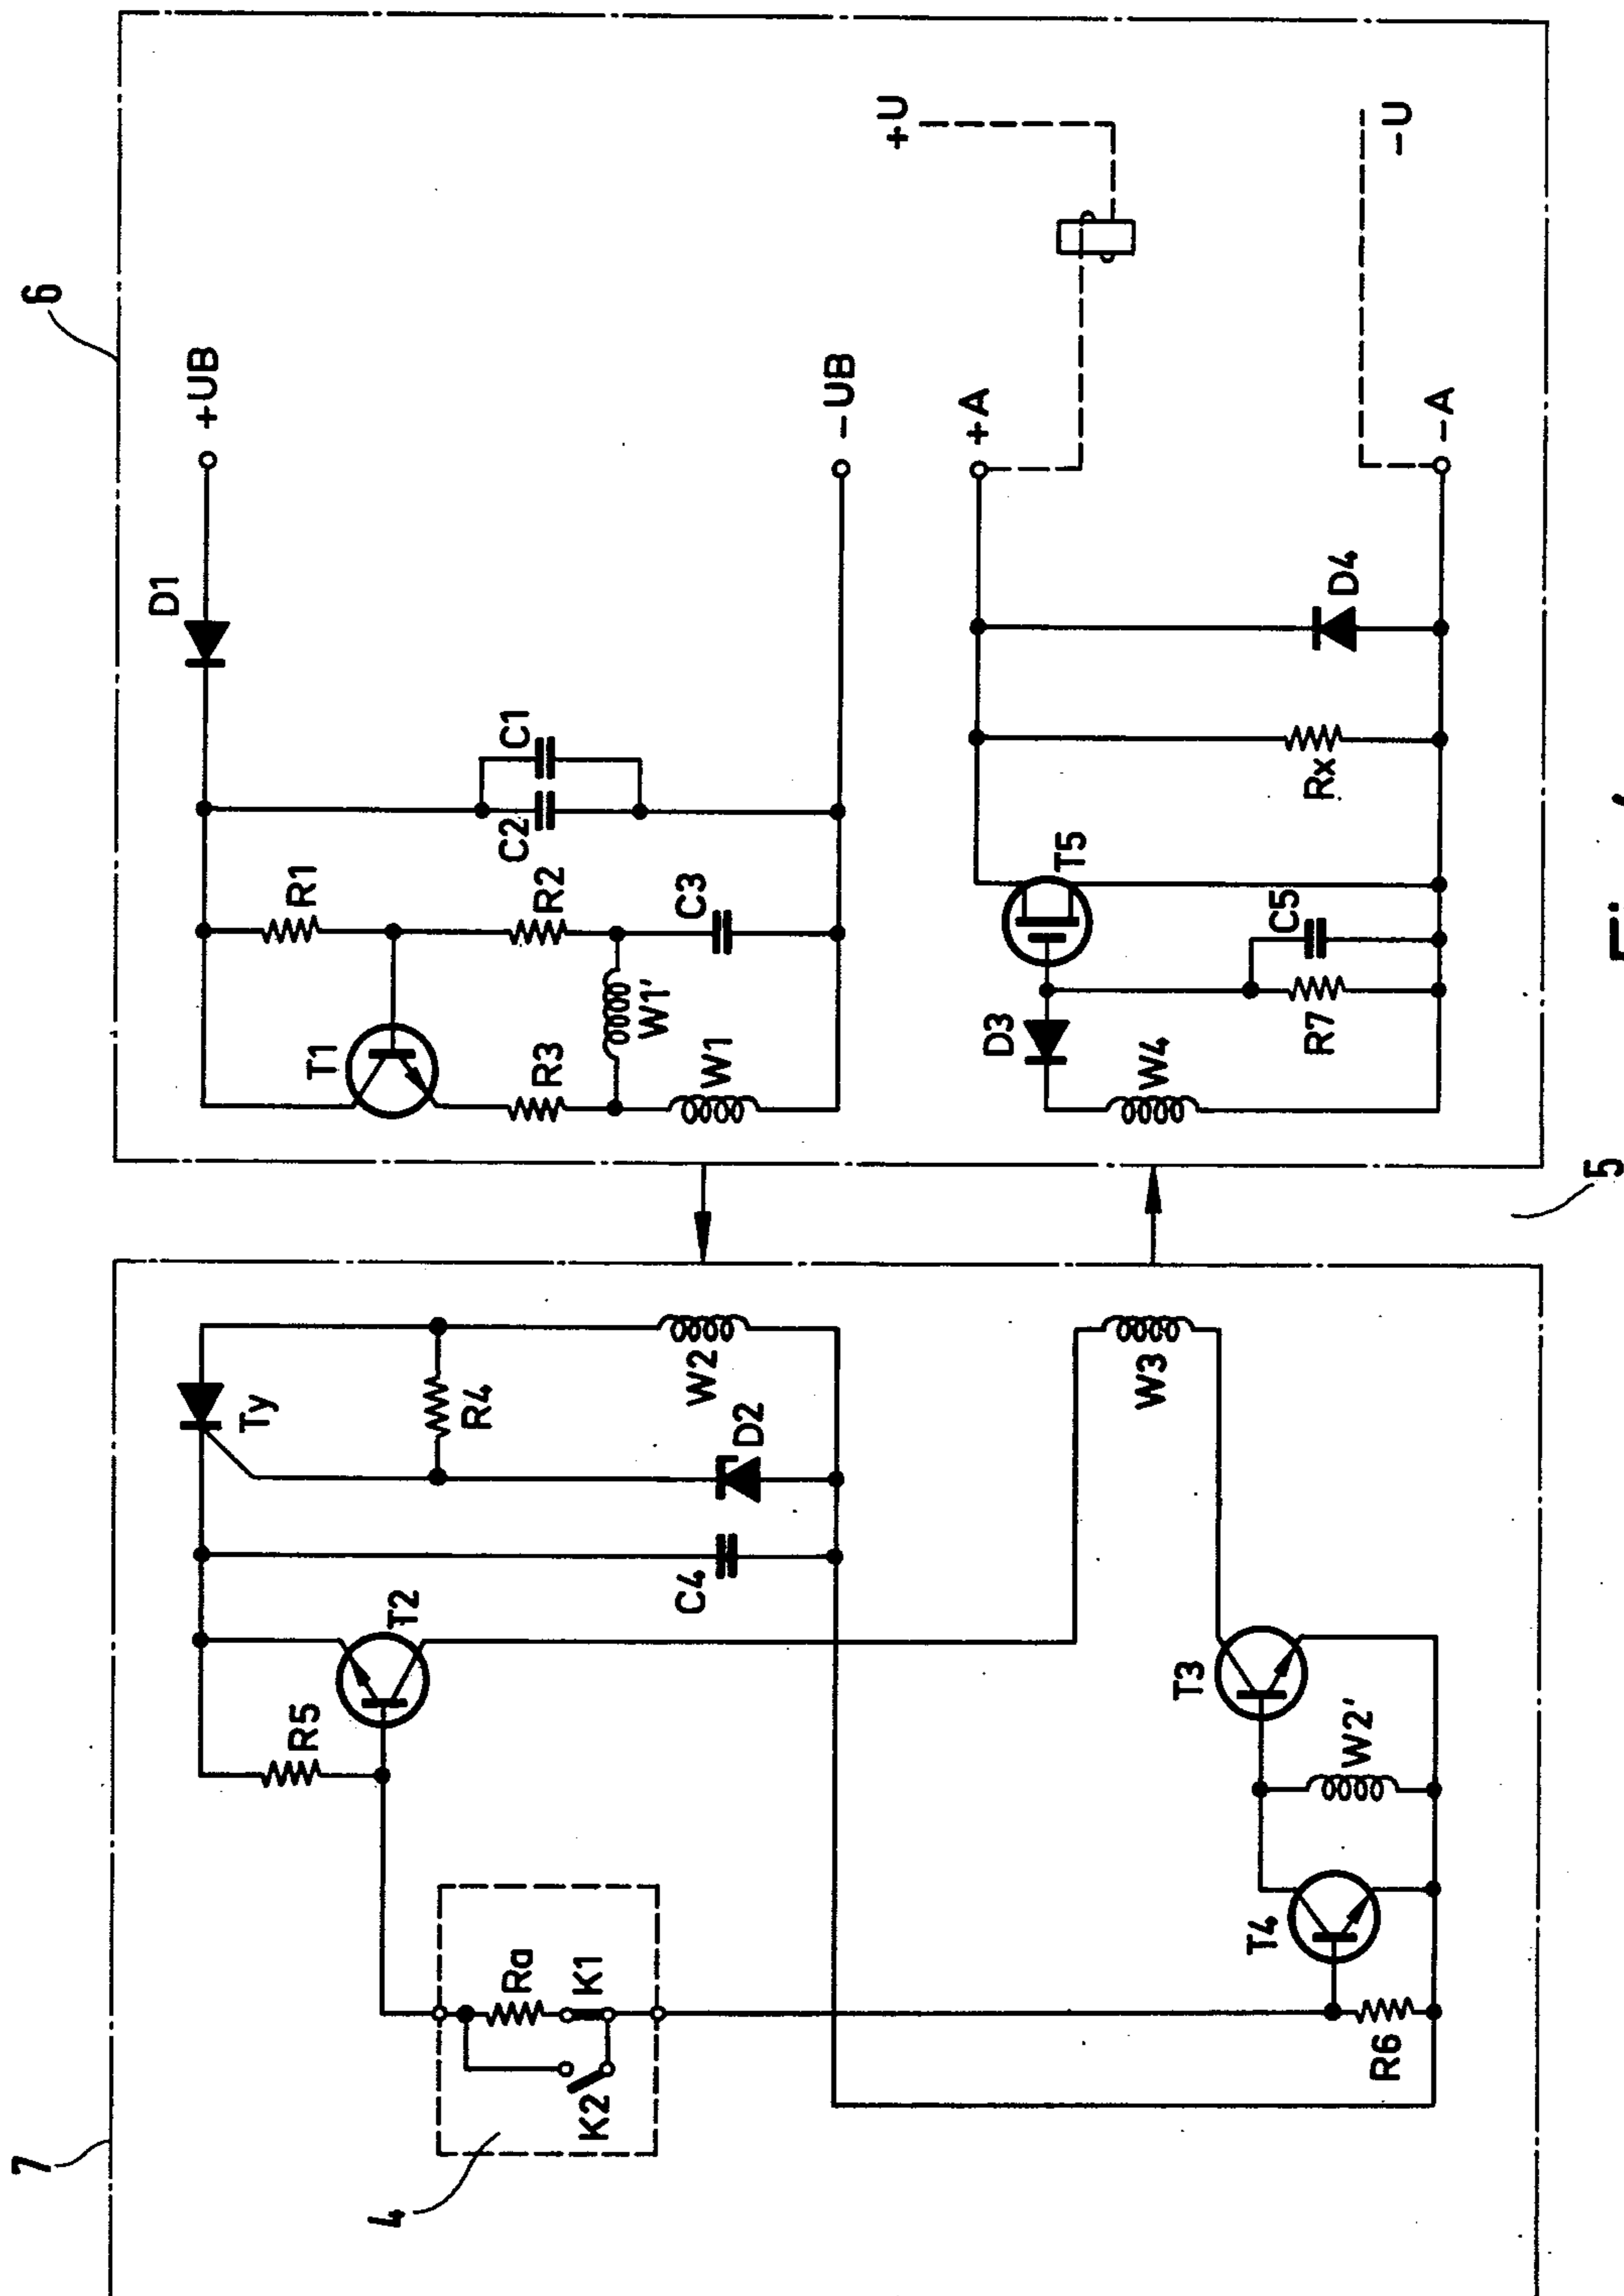 7
6
5
4
+UB
D1
R1
C1
C2
T1
R2
R3
C3
W1'
W1
-UB
+U
+A
T5
D3
C5
D4
W4
R7
Rx
-U
-A
Ty
R4
W2
D2
C4
T2
R5
W3
T3
W2'
T4
R6
Ra
K1
K2